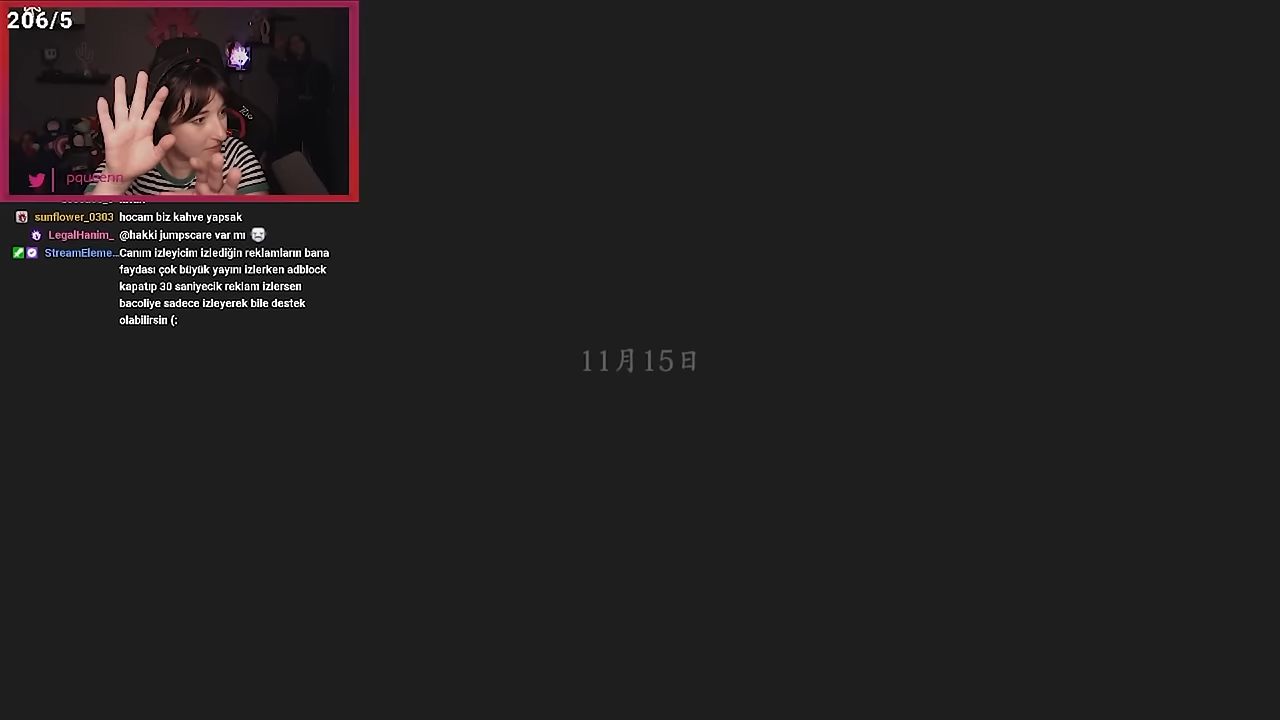 206/5
pqueenn
sunflower_0303 hocam biz kahve yapsak
LegalHanim_ @hakki jumpscare var mı
StreamEleme... Canım izleyicim izlediğin reklamların bana
faydası çok büyük yayını izlerken adblock
kapatıp 30 saniyecik reklam izlersen
bacoliye sadece izleyerek bile destek
olabilirsin (:
11月15日